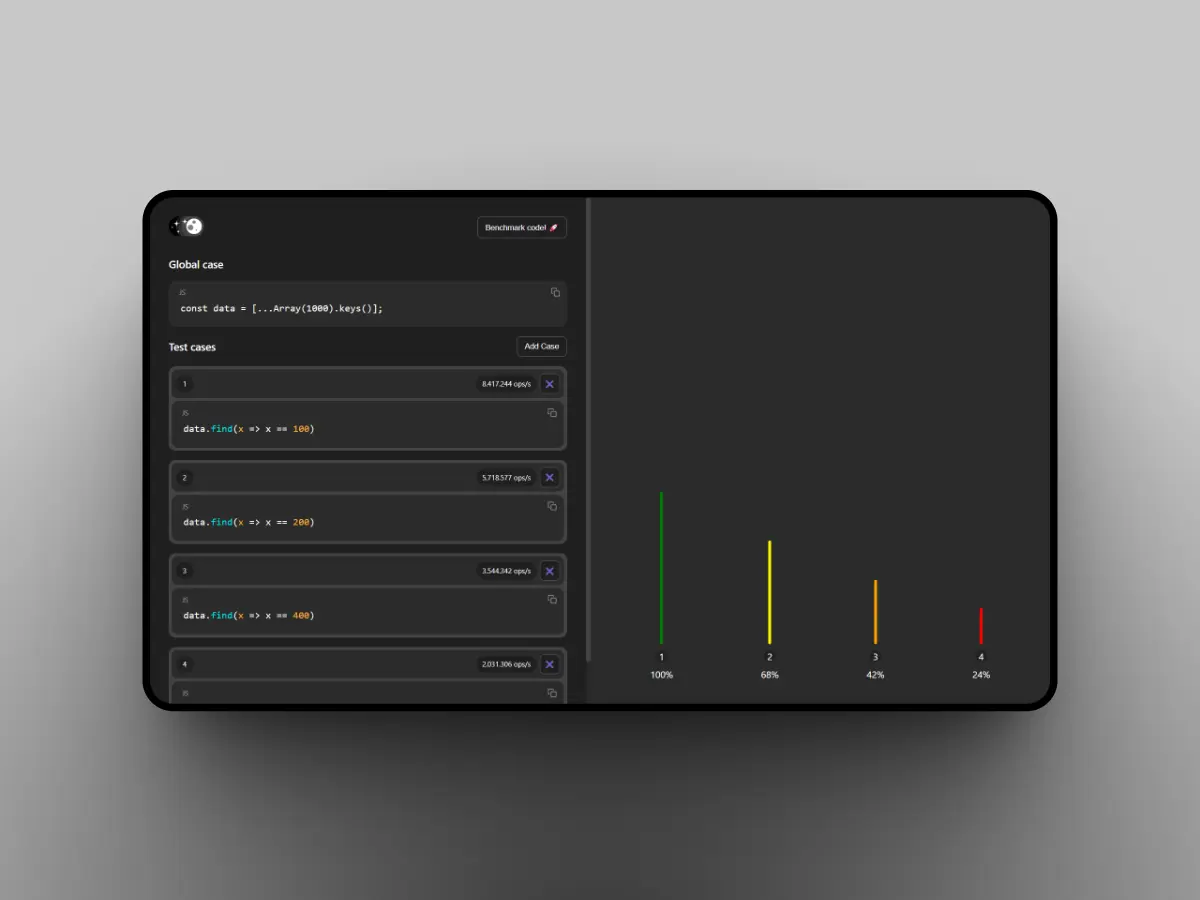 Benchmark code! 🚀
Global case
JS
const data = [...Array(1000).keys()];
Test cases
Add Case
1
8.417.244 ops/s
JS
data.find(x => x == 100)
2
5.718.577 ops/s
JS
data.find(x => x == 200)
3
3.544.342 ops/s
JS
data.find(x => x == 400)
4
2.031.306 ops/s
JS
1
2
3
4
100%
68%
42%
24%